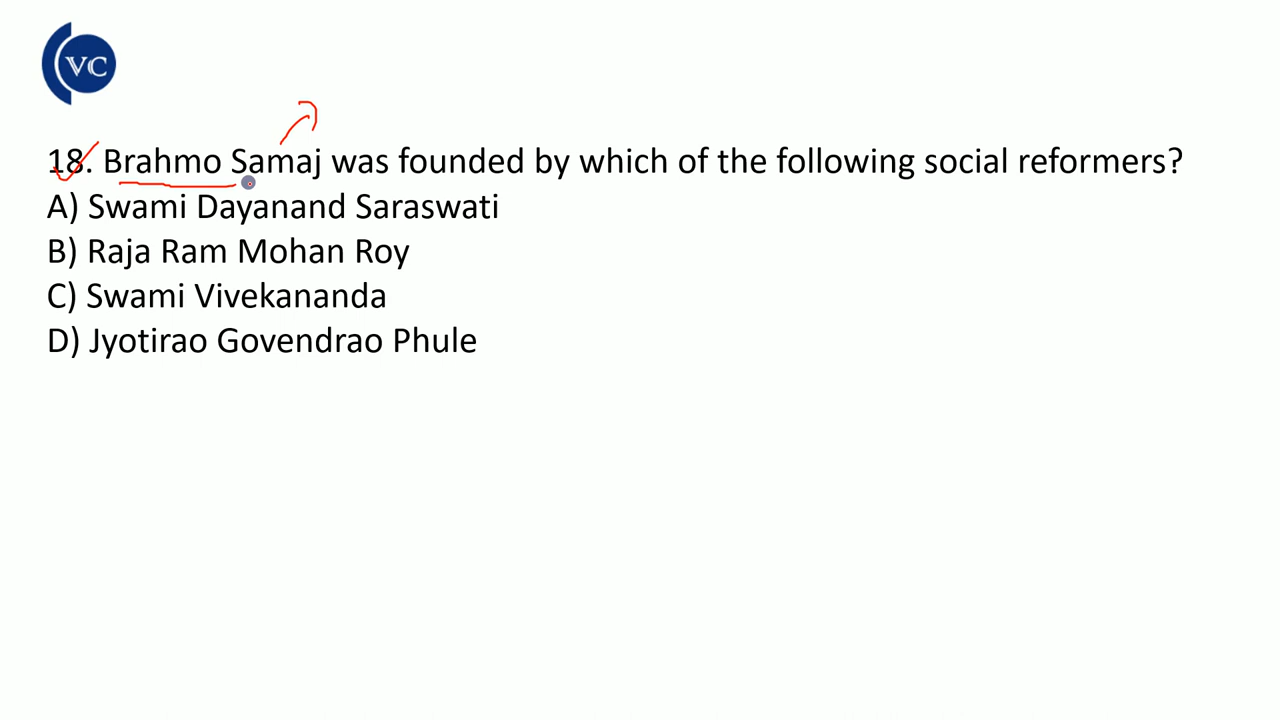 VC
18. Brahmo Samaj was founded by which of the following social reformers?
A) Swami Dayanand Saraswati
B) Raja Ram Mohan Roy
C) Swami Vivekananda
D) Jyotirao Govendrao Phule